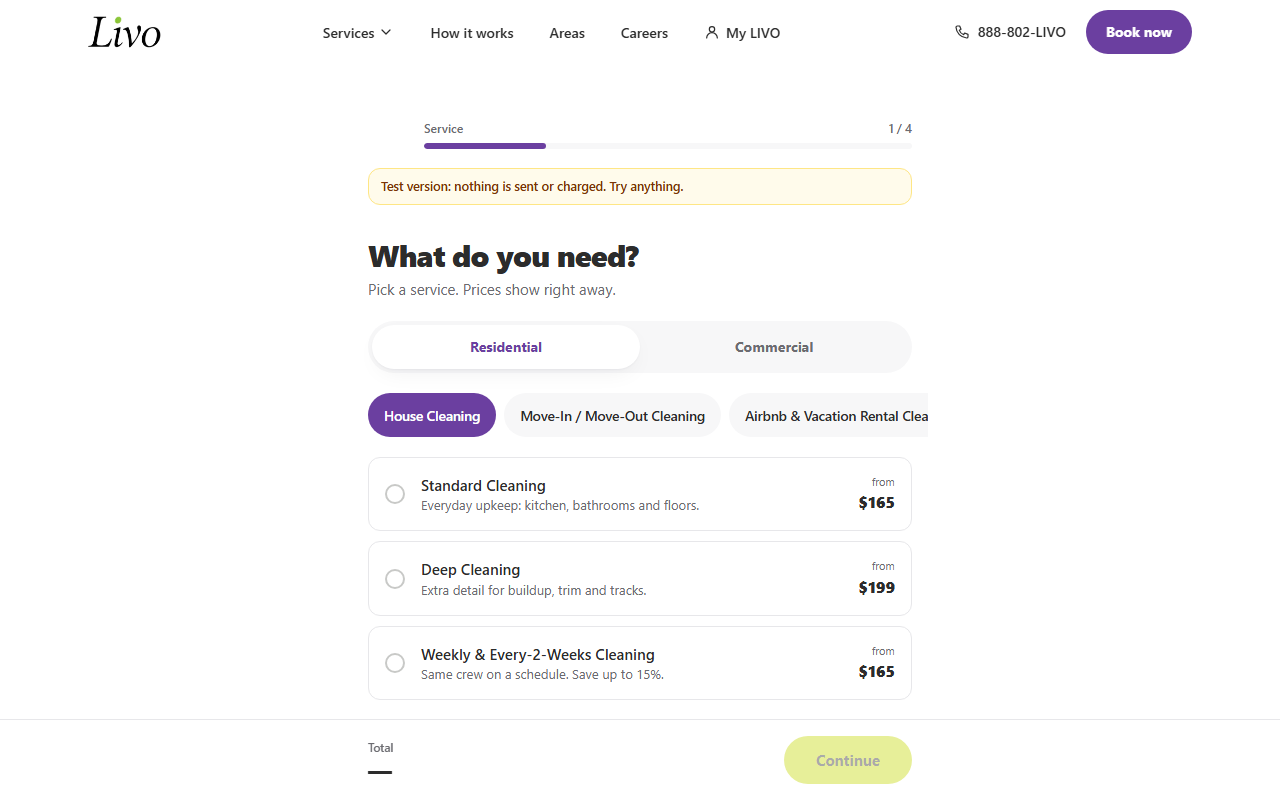 Livo
Services
How it works
Areas
Careers
My LIVO
888-802-LIVO
Book now
Service
1 / 4
Test version: nothing is sent or charged. Try anything.
What do you need?
Pick a service. Prices show right away.
Residential
Commercial
House Cleaning
Move-In / Move-Out Cleaning
Airbnb & Vacation Rental Clea
Standard Cleaning
Everyday upkeep: kitchen, bathrooms and floors.
from
$165
Deep Cleaning
Extra detail for buildup, trim and tracks.
from
$199
Weekly & Every-2-Weeks Cleaning
Same crew on a schedule. Save up to 15%.
from
$165
Total
—
Continue